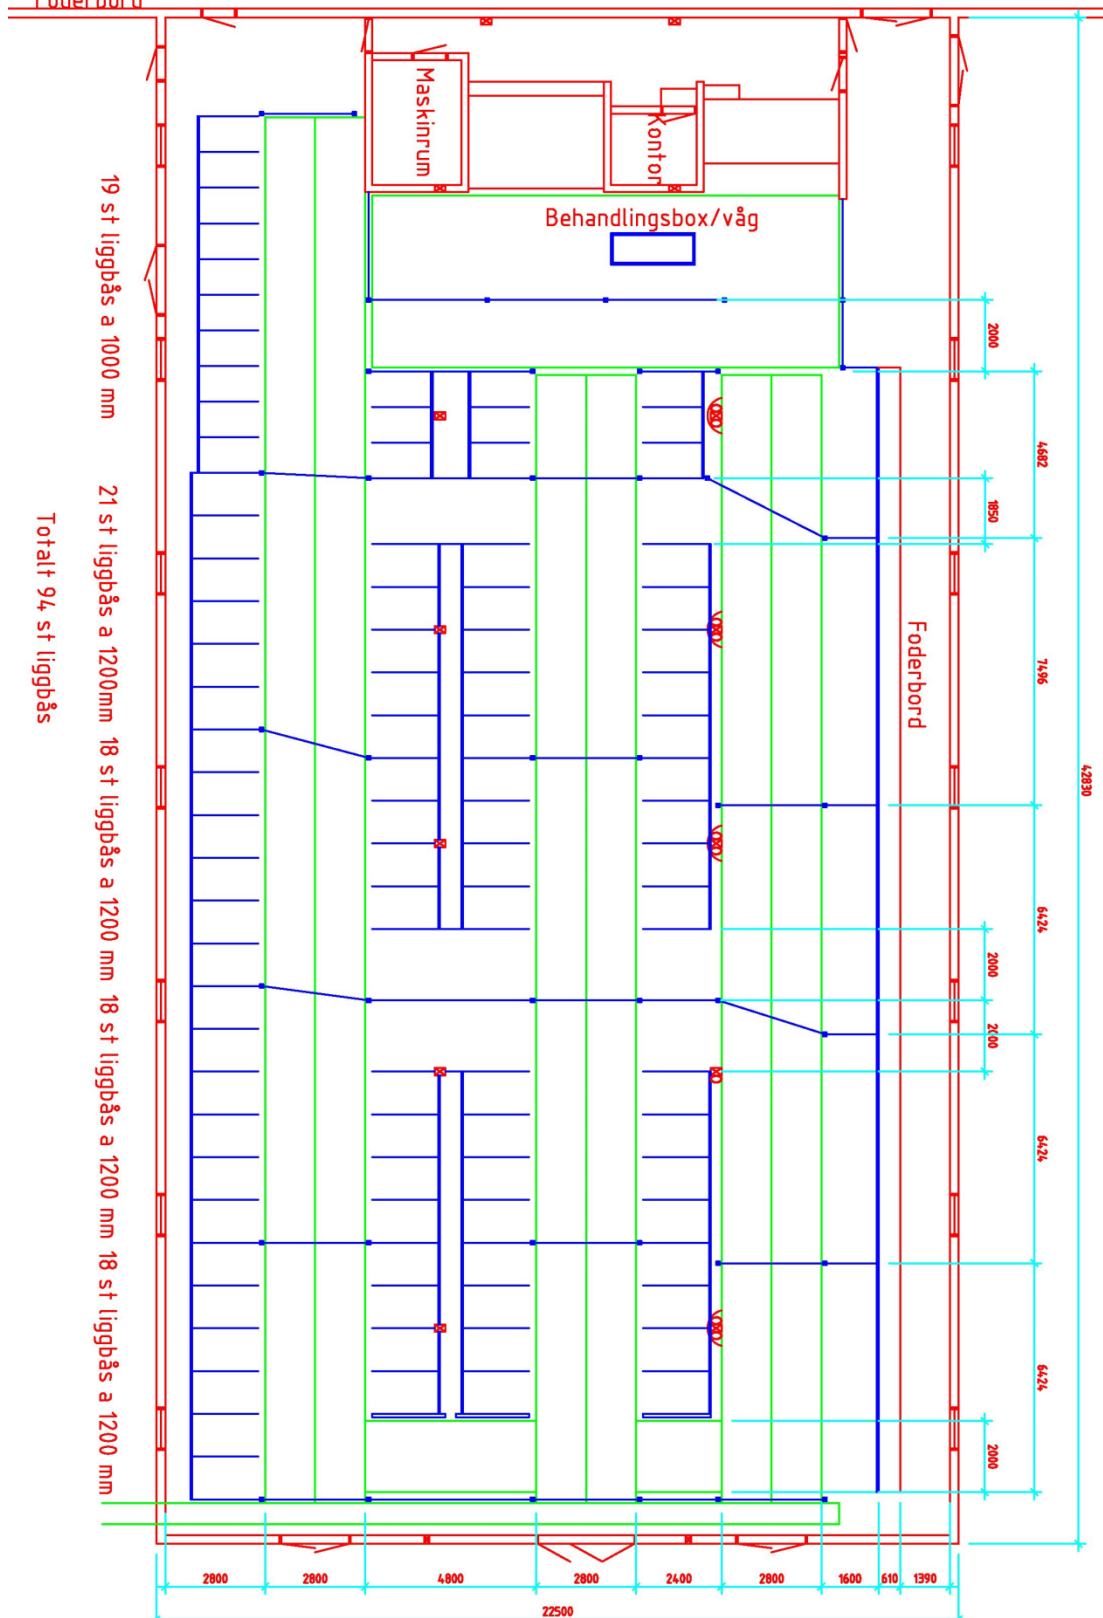 Foderbord
Maskinrum
Kontor
Behandlingsbox/våg
Foderbord
19 st liggbås a 1000 mm
21 st liggbås a 1200mm
18 st liggbås a 1200 mm
18 st liggbås a 1200 mm
18 st liggbås a 1200 mm
Totalt 94 st liggbås
2000
4682
1850
7496
42830
6424
2000
2000
6424
6424
2000
2800
2800
4800
2800
2400
2800
1600
610
1390
22500